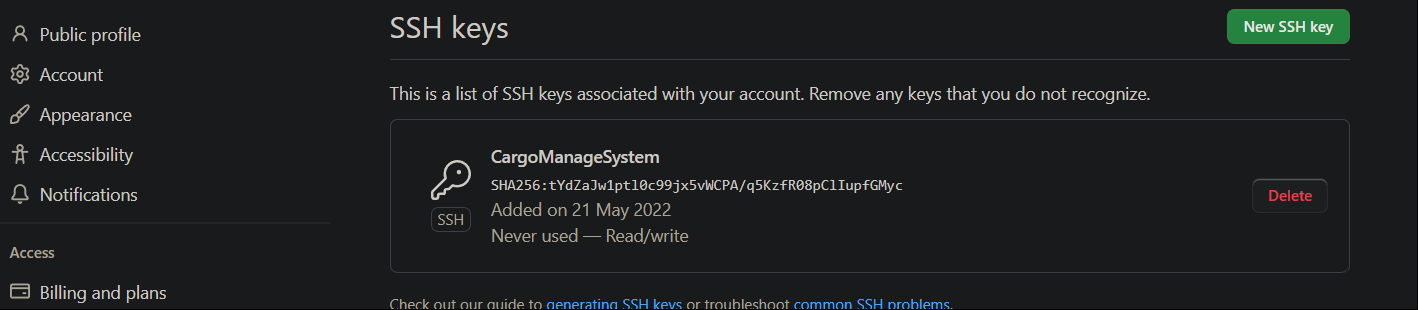 Public profile
Account
Appearance
Accessibility
Notifications
Access
Billing and plans
SSH keys
New SSH key
This is a list of SSH keys associated with your account. Remove any keys that you do not recognize.
SSH
CargoManageSystem
SHA256:tYdZaJw1ptl0c99jx5vWCPA/q5KzfR08pClIupfGMyc
Added on 21 May 2022
Never used — Read/write
Delete
Check out our guide to generating SSH keys or troubleshoot common SSH problems.